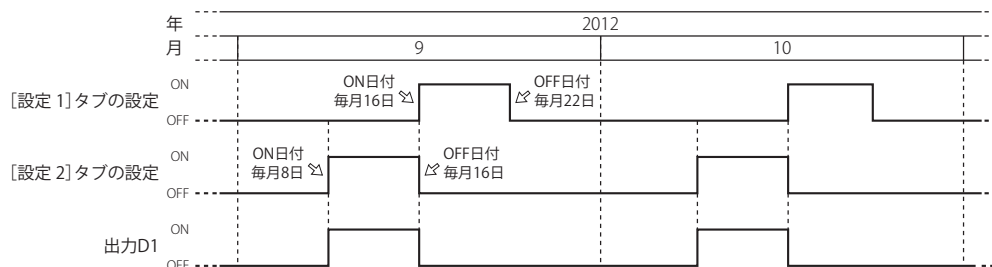 年 2012
月 9 10
[設定 1]タブの設定
ON
OFF
ON日付
毎月16日
OFF日付
毎月22日
[設定 2]タブの設定
ON
OFF
ON日付
毎月8日
OFF日付
毎月16日
出力D1
ON
OFF